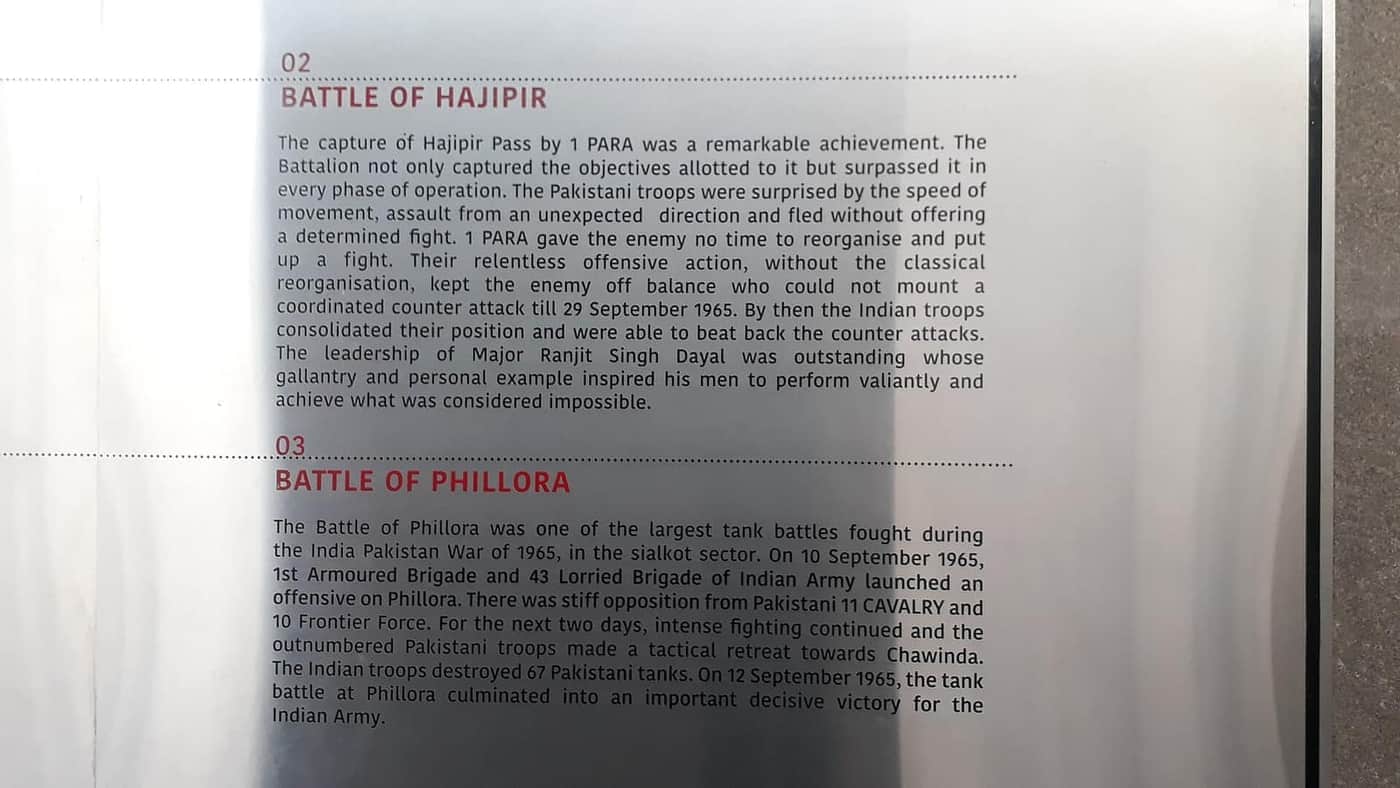 02
BATTLE OF HAJIPIR
The capture of Hajipir Pass by 1 PARA was a remarkable achievement. The
Battalion not only captured the objectives allotted to it but surpassed it in
every phase of operation. The Pakistani troops were surprised by the speed of
movement, assault from an unexpected direction and fled without offering
a determined fight. 1 PARA gave the enemy no time to reorganise and put
up a fight. Their relentless offensive action, without the classical
reorganisation, kept the enemy off balance who could not mount a
coordinated counter attack till 29 September 1965. By then the Indian troops
consolidated their position and were able to beat back the counter attacks.
The leadership of Major Ranjit Singh Dayal was outstanding whose
gallantry and personal example inspired his men to perform valiantly and
achieve what was considered impossible.
03
BATTLE OF PHILLORA
The Battle of Phillora was one of the largest tank battles fought during
the India Pakistan War of 1965, in the sialkot sector. On 10 September 1965,
1st Armoured Brigade and 43 Lorried Brigade of Indian Army launched an
offensive on Phillora. There was stiff opposition from Pakistani 11 CAVALRY and
10 Frontier Force. For the next two days, intense fighting continued and the
outnumbered Pakistani troops made a tactical retreat towards Chawinda.
The Indian troops destroyed 67 Pakistani tanks. On 12 September 1965, the tank
battle at Phillora culminated into an important decisive victory for the
Indian Army.